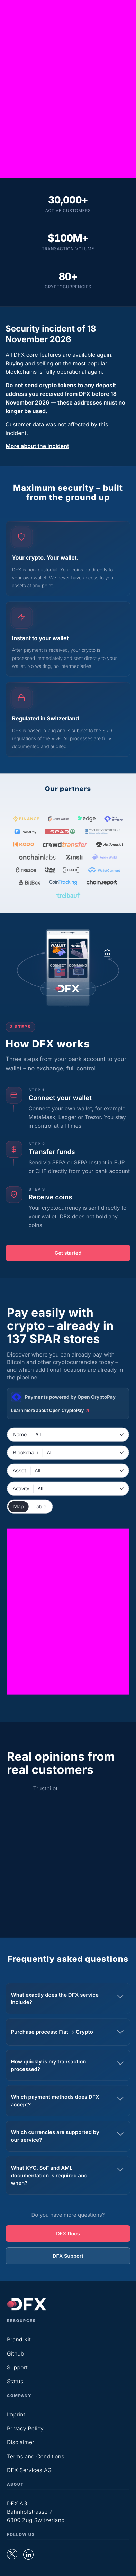 30,000+
ACTIVE CUSTOMERS
$100M+
TRANSACTION VOLUME
80+
CRYPTOCURRENCIES
Security incident of 18
November 2026
All DFX core features are available again.
Buying and selling on the most popular
blockchains is fully operational again.
Do not send crypto tokens to any deposit
address you received from DFX before 18
November 2026 — these addresses must no
longer be used.
Customer data was not affected by this
incident.
More about the incident
Maximum security – built
from the ground up
Your crypto. Your wallet.
DFX is non-custodial. Your coins go directly to
your own wallet. We never have access to your
assets at any point.
Instant to your wallet
After payment is received, your crypto is
processed immediately and sent directly to your
wallet. No waiting, no intermediaries.
Regulated in Switzerland
DFX is based in Zug and is subject to the SRO
regulations of the VQF. All processes are fully
documented and audited.
Our partners
BINANCE
edge
PostPay
SPAR
NODO
crowdtransfer
Aktionariat
onchainlabs
Zinsli
TREZOR
BitBox
CoinTracking
chain.report
DFX
3 STEPS
How DFX works
Three steps from your bank account to your
wallet – no exchange, full control
STEP 1
Connect your wallet
Connect your own wallet, for example
MetaMask, Ledger or Trezor. You stay
in control at all times
STEP 2
Transfer funds
Send via SEPA or SEPA Instant in EUR
or CHF directly from your bank account
STEP 3
Receive coins
Your cryptocurrency is sent directly to
your wallet. DFX does not hold any
coins
Get started
Pay easily with
crypto – already in
137 SPAR stores
Discover where you can already pay with
Bitcoin and other cryptocurrencies today –
and which additional locations are already in
the pipeline.
Payments powered by Open CryptoPay
Learn more about Open CryptoPay
Name All
Blockchain All
Asset All
Activity All
Map Table
Real opinions from
real customers
Trustpilot
Frequently asked questions
What exactly does the DFX service
include?
Purchase process: Fiat → Crypto
How quickly is my transaction
processed?
Which payment methods does DFX
accept?
Which currencies are supported by
our service?
What KYC, SoF and AML
documentation is required and
when?
Do you have more questions?
DFX Docs
DFX Support
DFX
RESOURCES
Brand Kit
Github
Support
Status
COMPANY
Imprint
Privacy Policy
Disclaimer
Terms and Conditions
DFX Services AG
ABOUT
DFX AG
Bahnhofstrasse 7
6300 Zug Switzerland
FOLLOW US